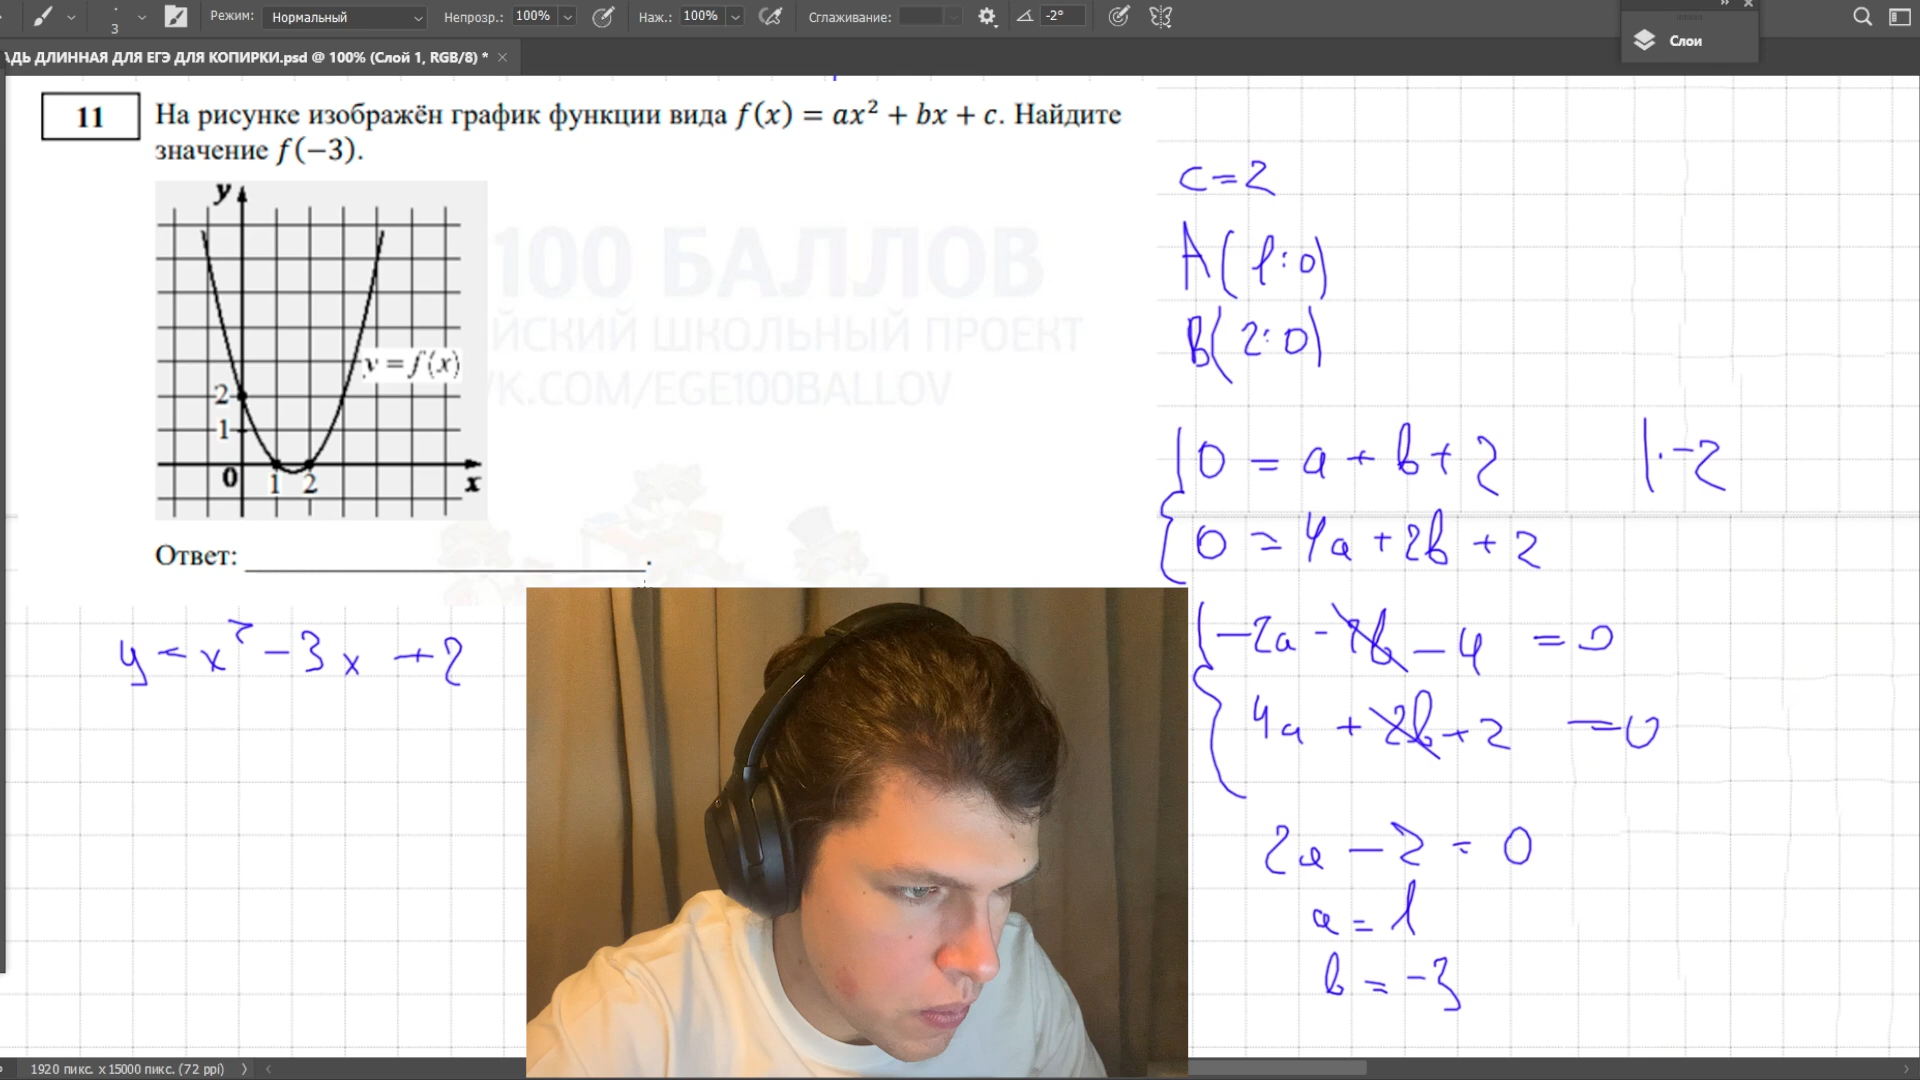 3
Режим:
Нормальный
Непрозр.:
100%
Наж.:
100%
Сглаживание:
-2°
Слои
ДЬ ДЛИННАЯ ДЛЯ ЕГЭ ДЛЯ КОПИРКИ.psd @ 100% (Слой 1, RGB/8) *
11
На рисунке изображён график функции вида f(x) = ax² + bx + c. Найдите
значение f(−3).
y
y = f(x)
2
1
0
1
2
x
100 БАЛЛОВ
ЙСКИЙ ШКОЛЬНЫЙ ПРОЕКТ
K.COM/EGE100BALLOV
Ответ:
y = x² − 3x + 2
c = 2
A(1:0)
B(2:0)
0 = a + b + 2 |·−2
0 = 4a + 2b + 2
−2a − 2b − 4 = 0
4a + 2b + 2 = 0
2a − 2 = 0
a = 1
b = −3
1920 пикс. x 15000 пикс. (72 ppi)